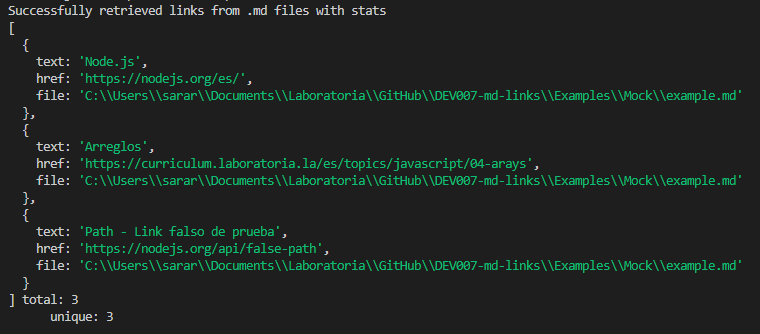 Successfully retrieved links from .md files with stats
[
  {
    text: 'Node.js',
    href: 'https://nodejs.org/es/',
    file: 'C:\\Users\\sarar\\Documents\\Laboratoria\\GitHub\\DEV007-md-links\\Examples\\Mock\\example.md'
  },
  {
    text: 'Arreglos',
    href: 'https://curriculum.laboratoria.la/es/topics/javascript/04-arays',
    file: 'C:\\Users\\sarar\\Documents\\Laboratoria\\GitHub\\DEV007-md-links\\Examples\\Mock\\example.md'
  },
  {
    text: 'Path - Link falso de prueba',
    href: 'https://nodejs.org/api/false-path',
    file: 'C:\\Users\\sarar\\Documents\\Laboratoria\\GitHub\\DEV007-md-links\\Examples\\Mock\\example.md'
  }
] total: 3
      unique: 3